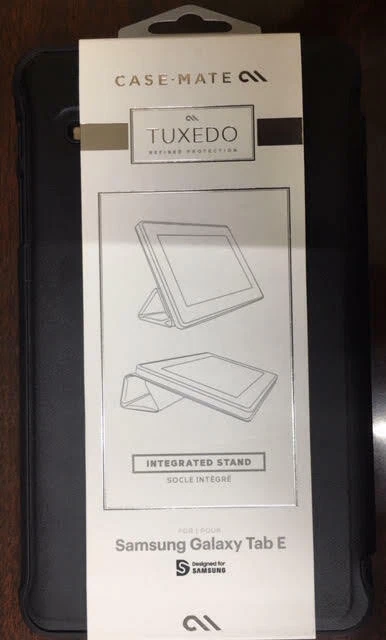 CASE-MATE
TUXEDO
REFINED PROTECTION
INTEGRATED STAND
SOCLE INTÉGRÉ
FOR | POUR
Samsung Galaxy Tab E
S Designed for
SAMSUNG